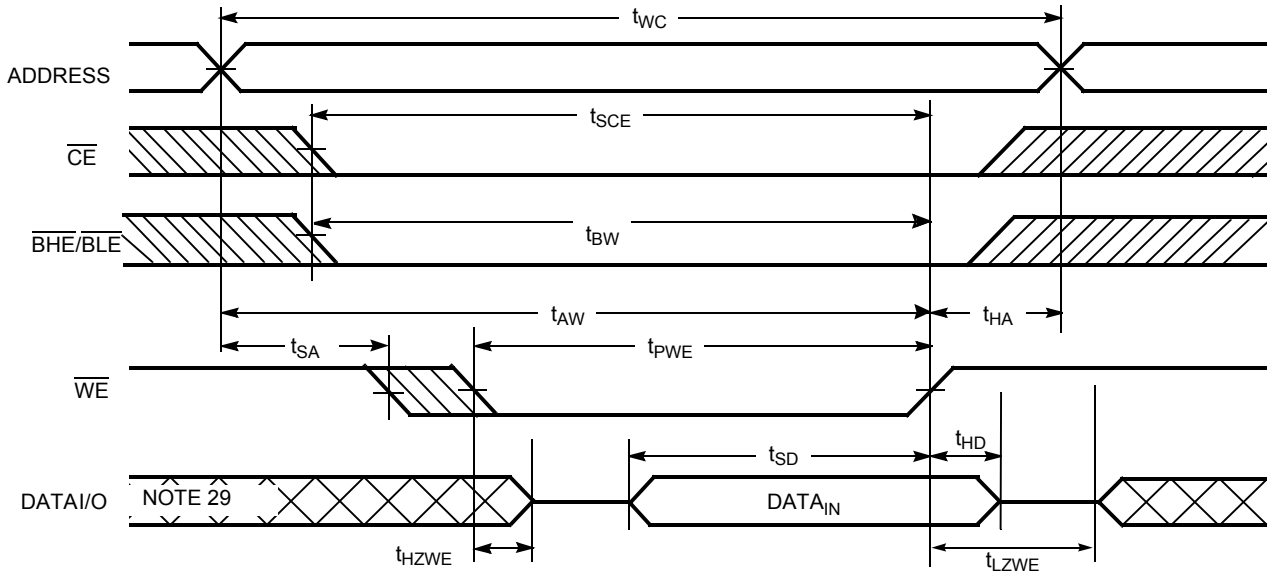 tWC
ADDRESS
tSCE
CE
tBW
BHE/BLE
tAW
tHA
tSA
tPWE
WE
tHD
tSD
DATAI/O
NOTE 29
DATAIN
tHZWE
tLZWE